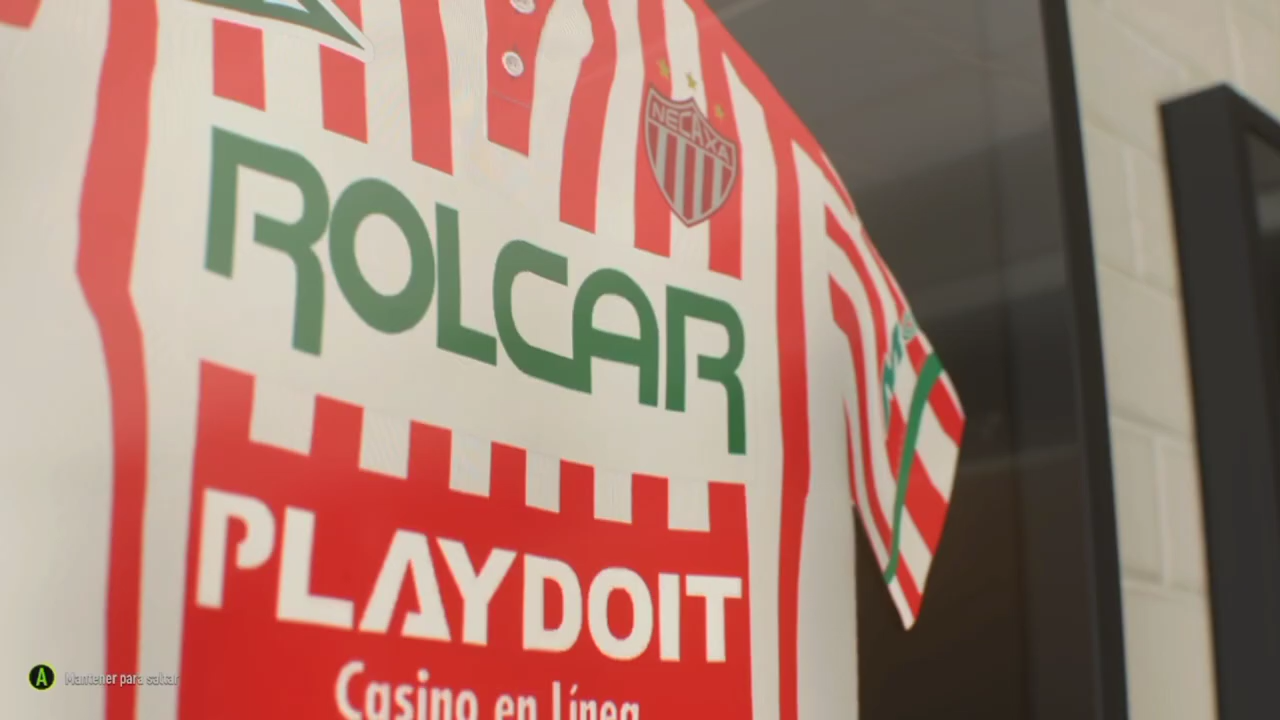 NECAXA
ROLCAR
PLAYDOIT
Casino en Línea
A Mantener para saltar